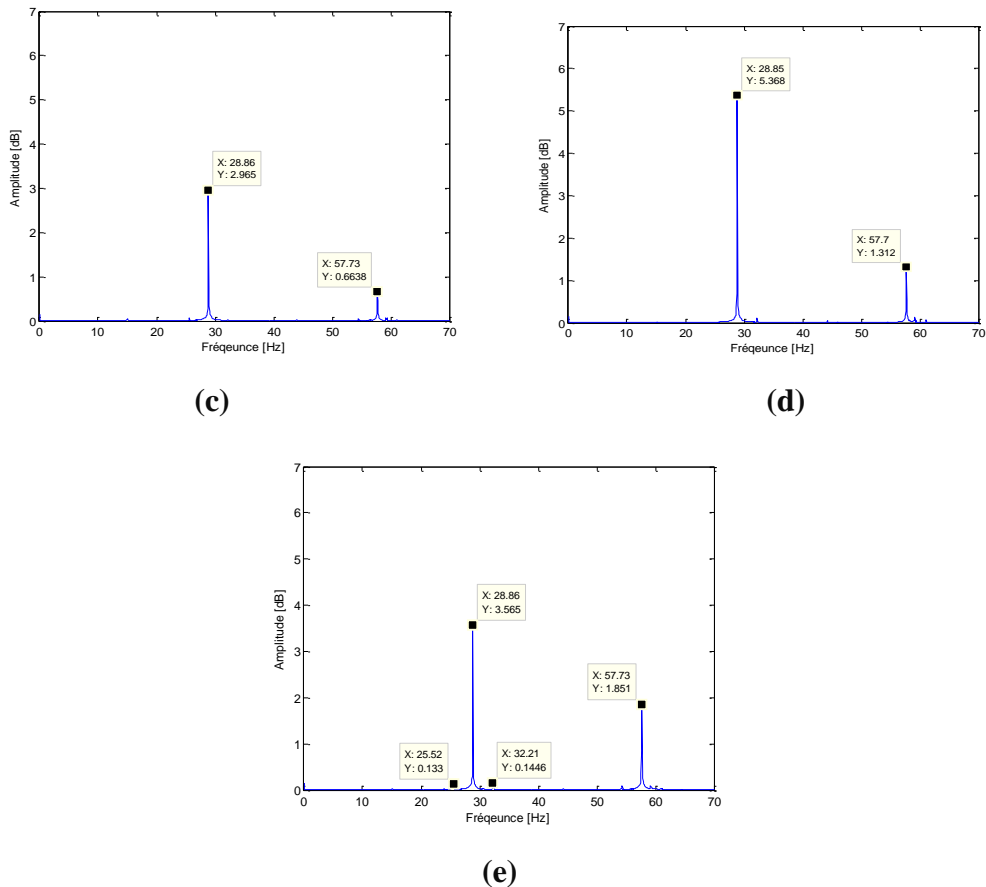 7
6
5
4
3
2
1
0
0 10 20 30 40 50 60 70
Amplitude [dB]
Fréqeunce [Hz]
X: 28.86
Y: 2.965
X: 57.73
Y: 0.6638
(c)
7
6
5
4
3
2
1
0
0 10 20 30 40 50 60 70
Amplitude [dB]
Fréqeunce [Hz]
X: 28.85
Y: 5.368
X: 57.7
Y: 1.312
(d)
7
6
5
4
3
2
1
0
0 10 20 30 40 50 60 70
Amplitude [dB]
Fréqeunce [Hz]
X: 28.86
Y: 3.565
X: 57.73
Y: 1.851
X: 25.52
Y: 0.133
X: 32.21
Y: 0.1446
(e)